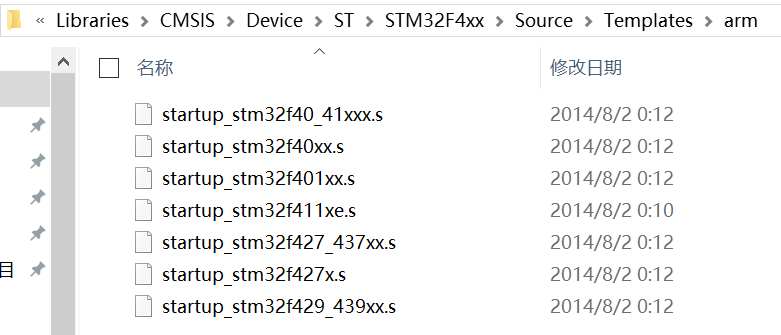 « Libraries > CMSIS > Device > ST > STM32F4xx > Source > Templates > arm
名称 修改日期
startup_stm32f40_41xxx.s 2014/8/2 0:12
startup_stm32f40xx.s 2014/8/2 0:12
startup_stm32f401xx.s 2014/8/2 0:12
startup_stm32f411xe.s 2014/8/2 0:10
startup_stm32f427_437xx.s 2014/8/2 0:12
目 startup_stm32f427x.s 2014/8/2 0:12
startup_stm32f429_439xx.s 2014/8/2 0:12